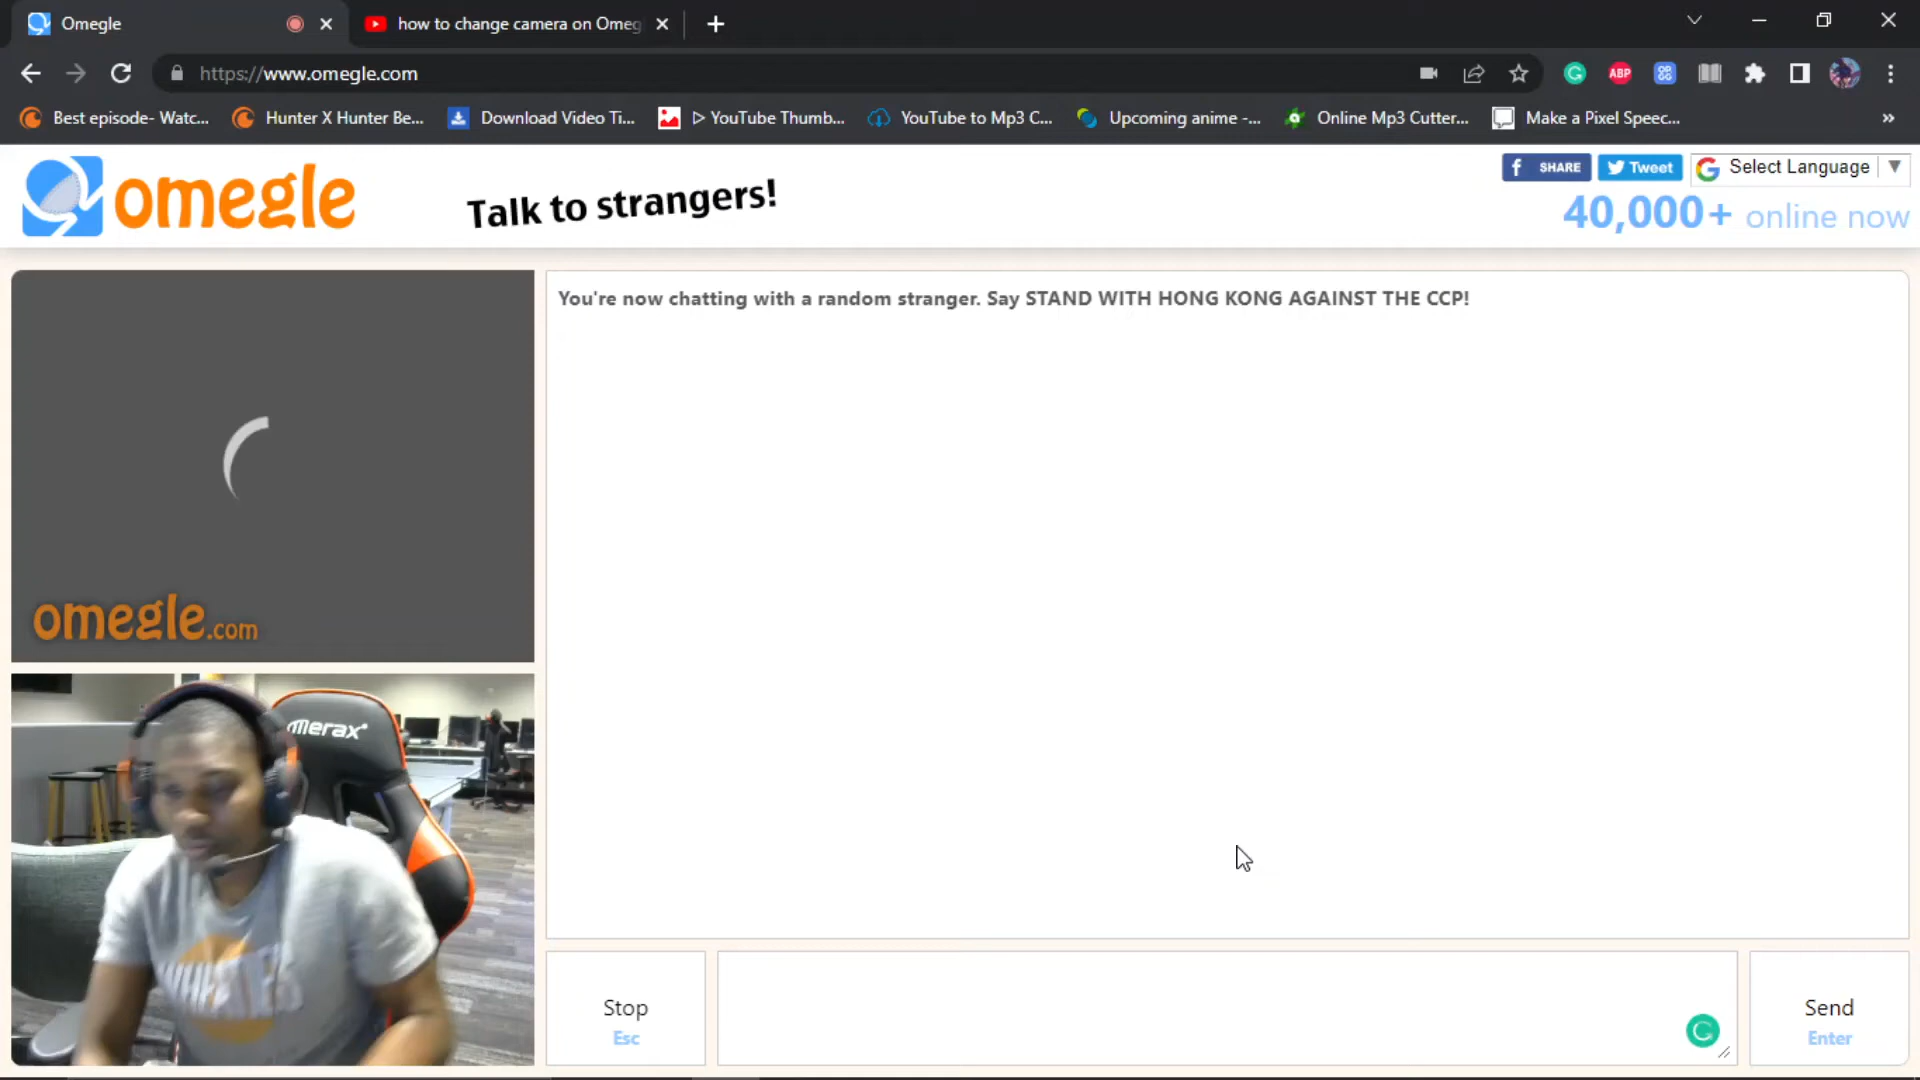 Omegle
how to change camera on Omeg
https://www.omegle.com
ABP
Best episode- Watc...
Hunter X Hunter Be...
Download Video Ti...
▷ YouTube Thumb...
YouTube to Mp3 C...
Upcoming anime -...
Online Mp3 Cutter...
Make a Pixel Speec...
»
omegle
Talk to strangers!
f SHARE
Tweet
G Select Language ▼
40,000+ online now
You're now chatting with a random stranger. Say STAND WITH HONG KONG AGAINST THE CCP!
omegle.com
merax
Stop
Esc
Send
Enter